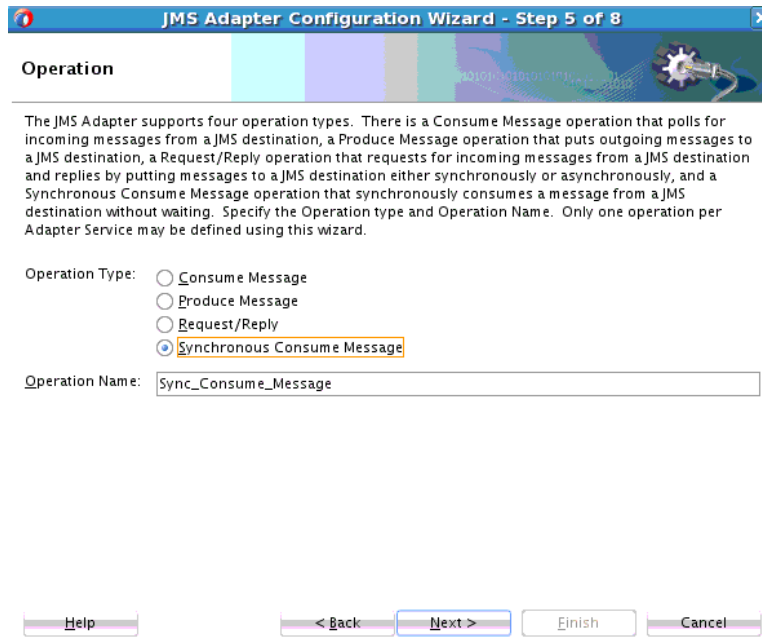 JMS Adapter Configuration Wizard - Step 5 of 8
Operation
The JMS Adapter supports four operation types.  There is a Consume Message operation that polls for
incoming messages from a JMS destination, a Produce Message operation that puts outgoing messages to
a JMS destination, a Request/Reply operation that requests for incoming messages from a JMS destination
and replies by putting messages to a JMS destination either synchronously or asynchronously, and a
Synchronous Consume Message operation that synchronously consumes a message from a JMS
destination without waiting.  Specify the Operation type and Operation Name.  Only one operation per
Adapter Service may be defined using this wizard.
Operation Type:
Consume Message
Produce Message
Request/Reply
Synchronous Consume Message
Operation Name: Sync_Consume_Message
Help < Back Next > Finish Cancel